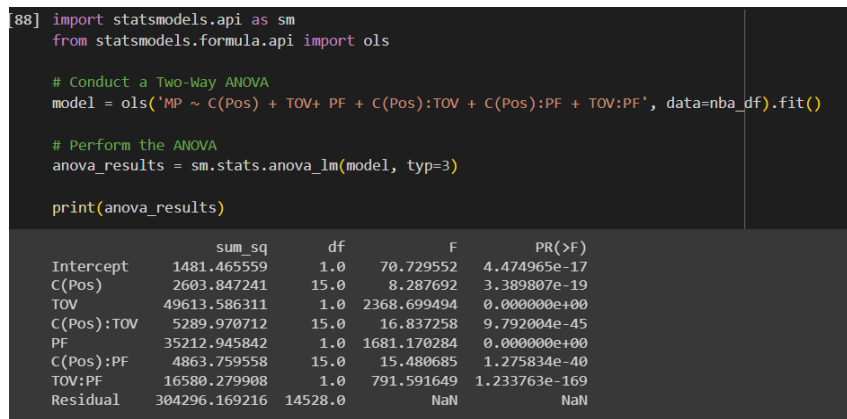 [88] import statsmodels.api as sm
from statsmodels.formula.api import ols
# Conduct a Two-Way ANOVA
model = ols('MP ~ C(Pos) + TOV+ PF + C(Pos):TOV + C(Pos):PF + TOV:PF', data=nba_df).fit()
# Perform the ANOVA
anova_results = sm.stats.anova_lm(model, typ=3)
print(anova_results)
sum_sq df F PR(>F)
Intercept 1481.465559 1.0 70.729552 4.474965e-17
C(Pos) 2603.847241 15.0 8.287692 3.389807e-19
TOV 49613.586311 1.0 2368.699494 0.000000e+00
C(Pos):TOV 5289.970712 15.0 16.837258 9.792004e-45
PF 35212.945842 1.0 1681.170284 0.000000e+00
C(Pos):PF 4863.759558 15.0 15.480685 1.275834e-40
TOV:PF 16580.279908 1.0 791.591649 1.233763e-169
Residual 304296.169216 14528.0 NaN NaN